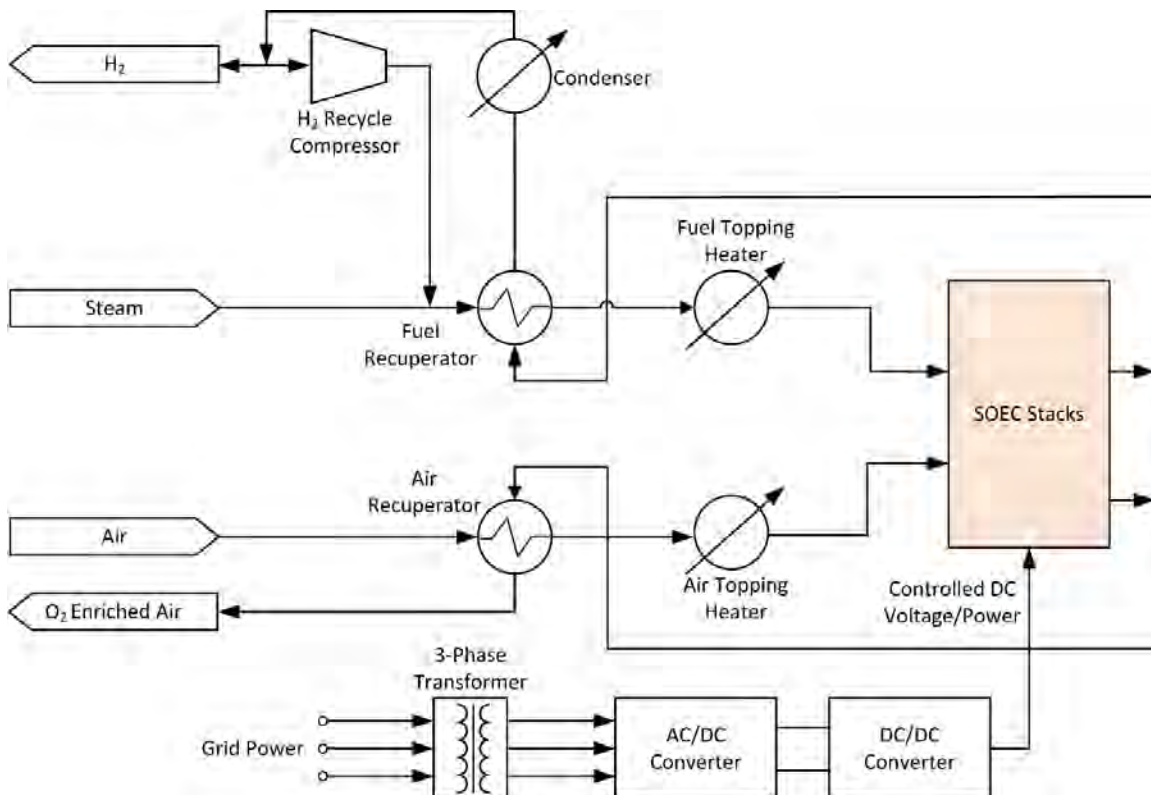 H₂
H₂ Recycle
Compressor
Condenser
Fuel Topping
Heater
Steam
Fuel
Recuperator
SOEC Stacks
Air
Recuperator
Air
Air Topping
Heater
Controlled DC
Voltage/Power
O₂ Enriched Air
3-Phase
Transformer
Grid Power
AC/DC
Converter
DC/DC
Converter